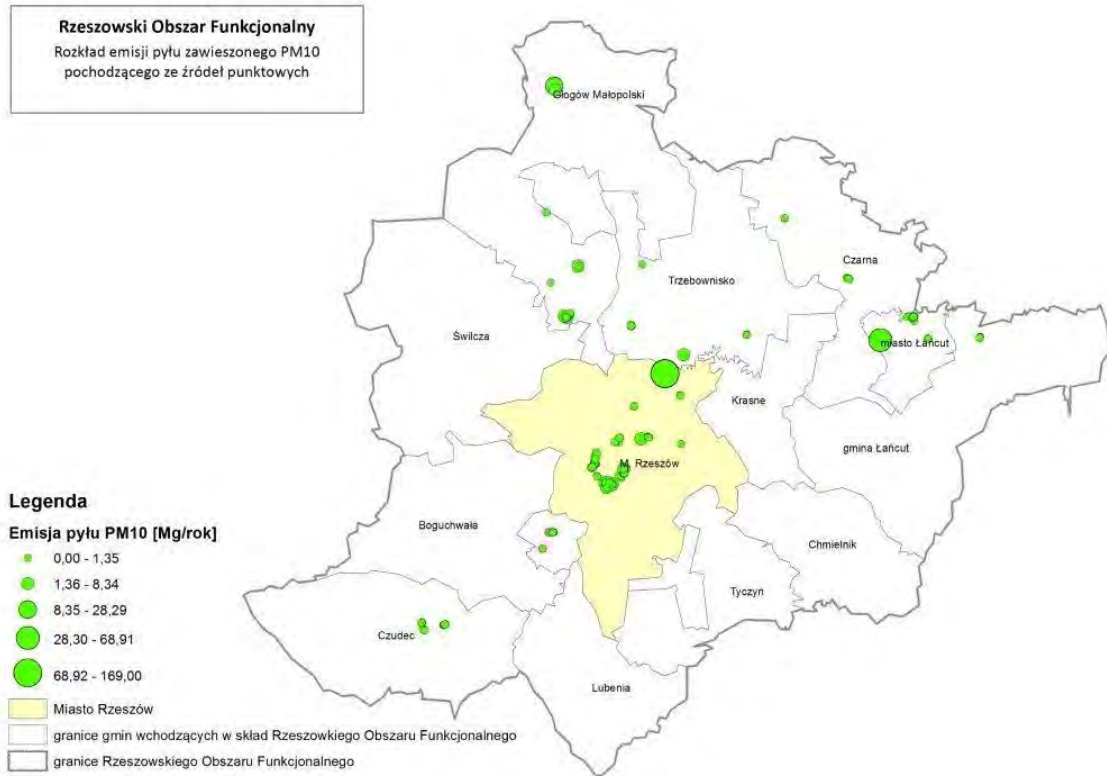 Rzeszowski Obszar Funkcjonalny
Rozkład emisji pyłu zawieszonego PM10
pochodzącego ze źródeł punktowych
Głogów Małopolski
Czarna
Trzebownisko
Świlcza
miasto Łańcut
Krasne
gmina Łańcut
M. Rzeszów
Boguchwała
Chmielnik
Tyczyn
Czudec
Lubenia
Legenda
Emisja pyłu PM10 [Mg/rok]
0,00 - 1,35
1,36 - 8,34
8,35 - 28,29
28,30 - 68,91
68,92 - 169,00
Miasto Rzeszów
granice gmin wchodzących w skład Rzeszowkiego Obszaru Funkcjonalnego
granice Rzeszowskiego Obszaru Funkcjonalnego